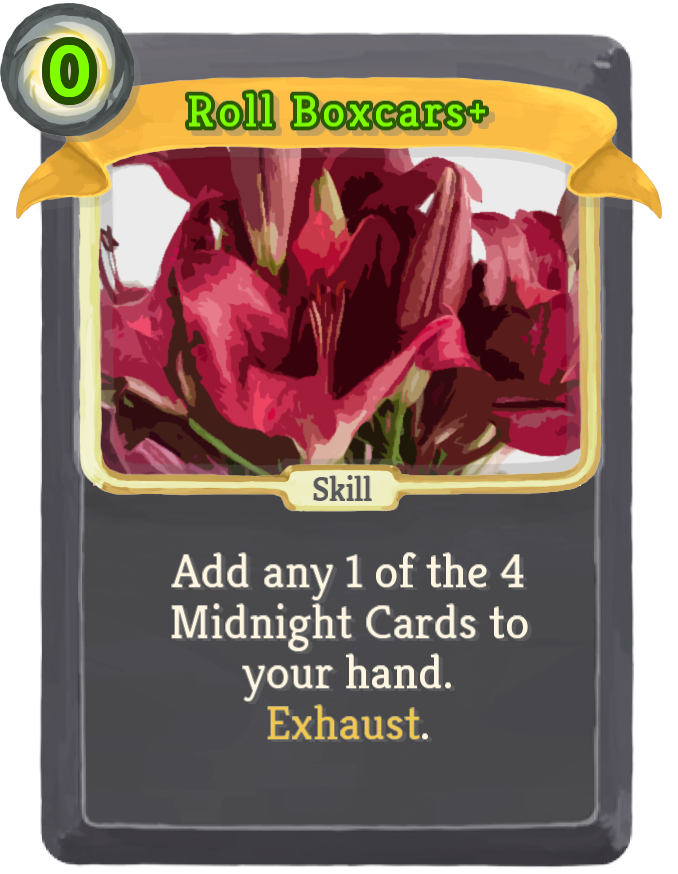 0
Roll Boxcars+
Skill
Add any 1 of the 4
Midnight Cards to
your hand.
Exhaust.